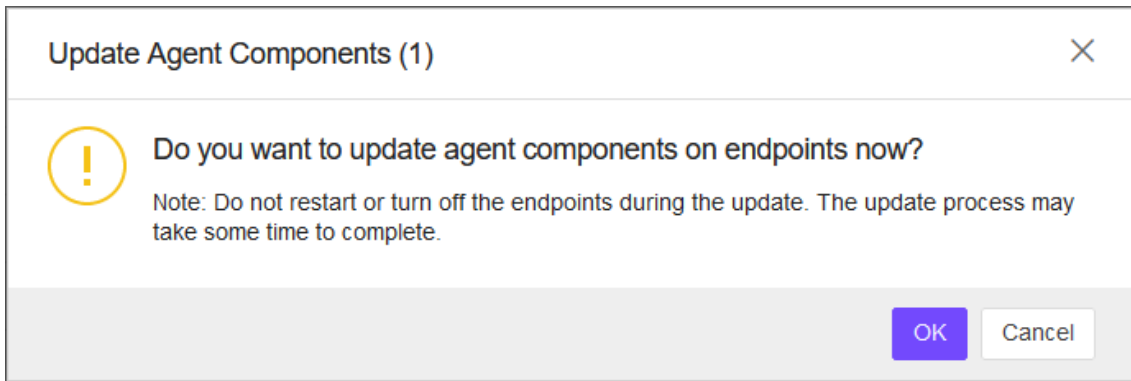 Update Agent Components (1)
Do you want to update agent components on endpoints now?
Note: Do not restart or turn off the endpoints during the update. The update process may
take some time to complete.
OK
Cancel